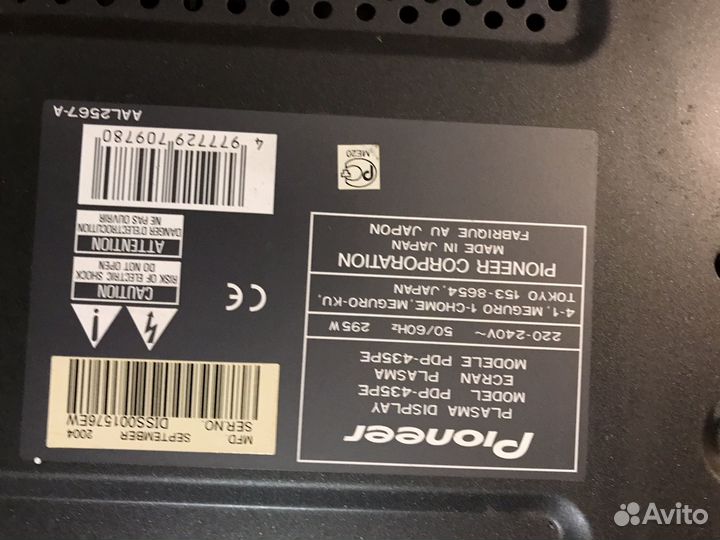 Pioneer
PLASMA DISPLAY
MODEL PDP-435PE
ECRAN PLASMA
MODELE PDP-435PE
220-240V~ 50/60Hz 295W
4-1, MEGURO 1-CHOME, MEGURO-KU,
TOKYO 153-8654, JAPAN
PIONEER CORPORATION
MADE IN JAPAN
FABRIQUE AU JAPON
MFD SEPTEMBER 2004
SER.NO. DISS001576EW
CAUTION
RISK OF ELECTRIC SHOCK
DO NOT OPEN
ATTENTION
DANGER D'ELECTROCUTION
NE PAS OUVRIR
CE
РС
ME20
4 977729 709780
AAL2567-A
Avito